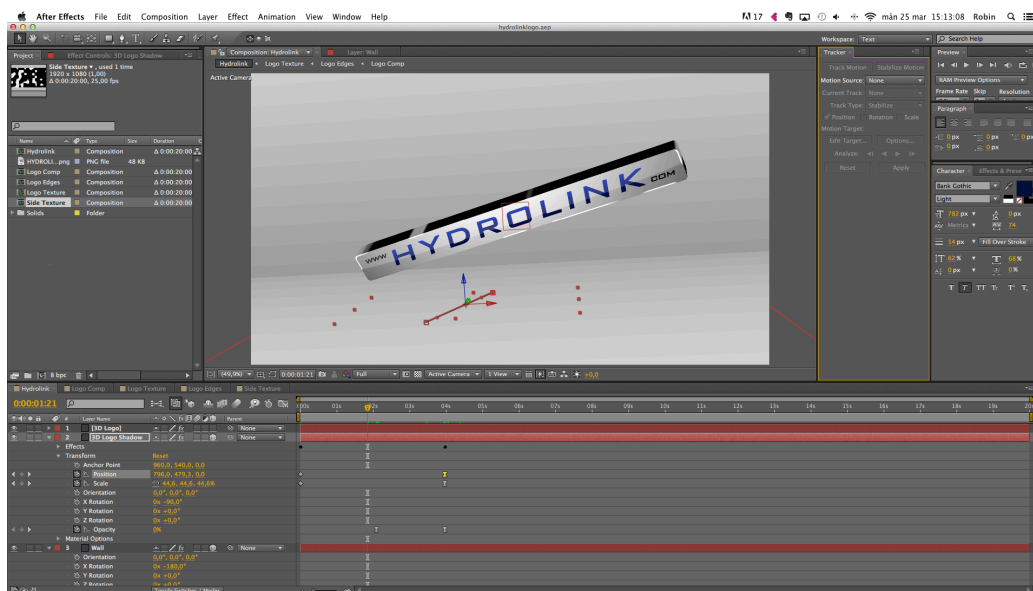 After Effects File Edit Composition Layer Effect Animation View Window Help
17 mån 25 mar 15:13:08 Robin
hydrolinklogo.aep
Workspace: Text Search Help
Project Effect Controls: 3D Logo Shadow
Side Texture , used 1 time
1920 x 1080 (1,00)
Δ 0:00:20:00, 25,00 fps
Name Type Size Duration
Hydrolink Composition Δ 0:00:20:00
HYDROLI...png PNG file 48 KB
Logo Comp Composition Δ 0:00:20:00
Logo Edges Composition Δ 0:00:20:00
Logo Texture Composition Δ 0:00:20:00
Side Texture Composition Δ 0:00:20:00
Solids Folder
8 bpc
Composition: Hydrolink Layer: Wall
Hydrolink Logo Texture Logo Edges Logo Comp
Active Camera
www HYDROLINK COM
(49,9%) 0:00:01:21 Full Active Camera 1 View +0,0
Tracker
Track Motion Stabilize Motion
Motion Source: None
Current Track: None
Track Type: Stabilize
Position Rotation Scale
Motion Target:
Edit Target... Options...
Analyze:
Reset Apply
Preview
RAM Preview Options
Frame Rate Skip Resolution
Paragraph
0 px 0 px 0 px
0 px 0 px
Character Effects & Prese
Bank Gothic
Light
782 px 0 px
Metrics 74
14 px Fill Over Stroke
62% 68%
0 px 0%
T T TT Tr T' T,
Hydrolink Logo Comp Logo Texture Logo Edges Side Texture
0:00:01:21
:00s 01s 02s 03s 04s 05s 06s 07s 08s 09s 10s 11s 12s 13s 14s 15s 16s 17s 18s 19s 20
# Layer Name Parent
1 [3D Logo] None
2 3D Logo Shadow None
Effects
Transform Reset
Anchor Point 960,0, 540,0, 0,0
Position 796,0, 479,3, 0,0
Scale 44,6, 44,6, 44,6%
Orientation 0,0°, 0,0°, 0,0°
X Rotation 0x -90,0°
Y Rotation 0x +0,0°
Z Rotation 0x +0,0°
Opacity 0%
Material Options
3 Wall None
Orientation 0,0°, 0,0°, 0,0°
X Rotation 0x -180,0°
Y Rotation 0x +0,0°
Z Rotation 0x +0,0°
Toggle Switches / Modes